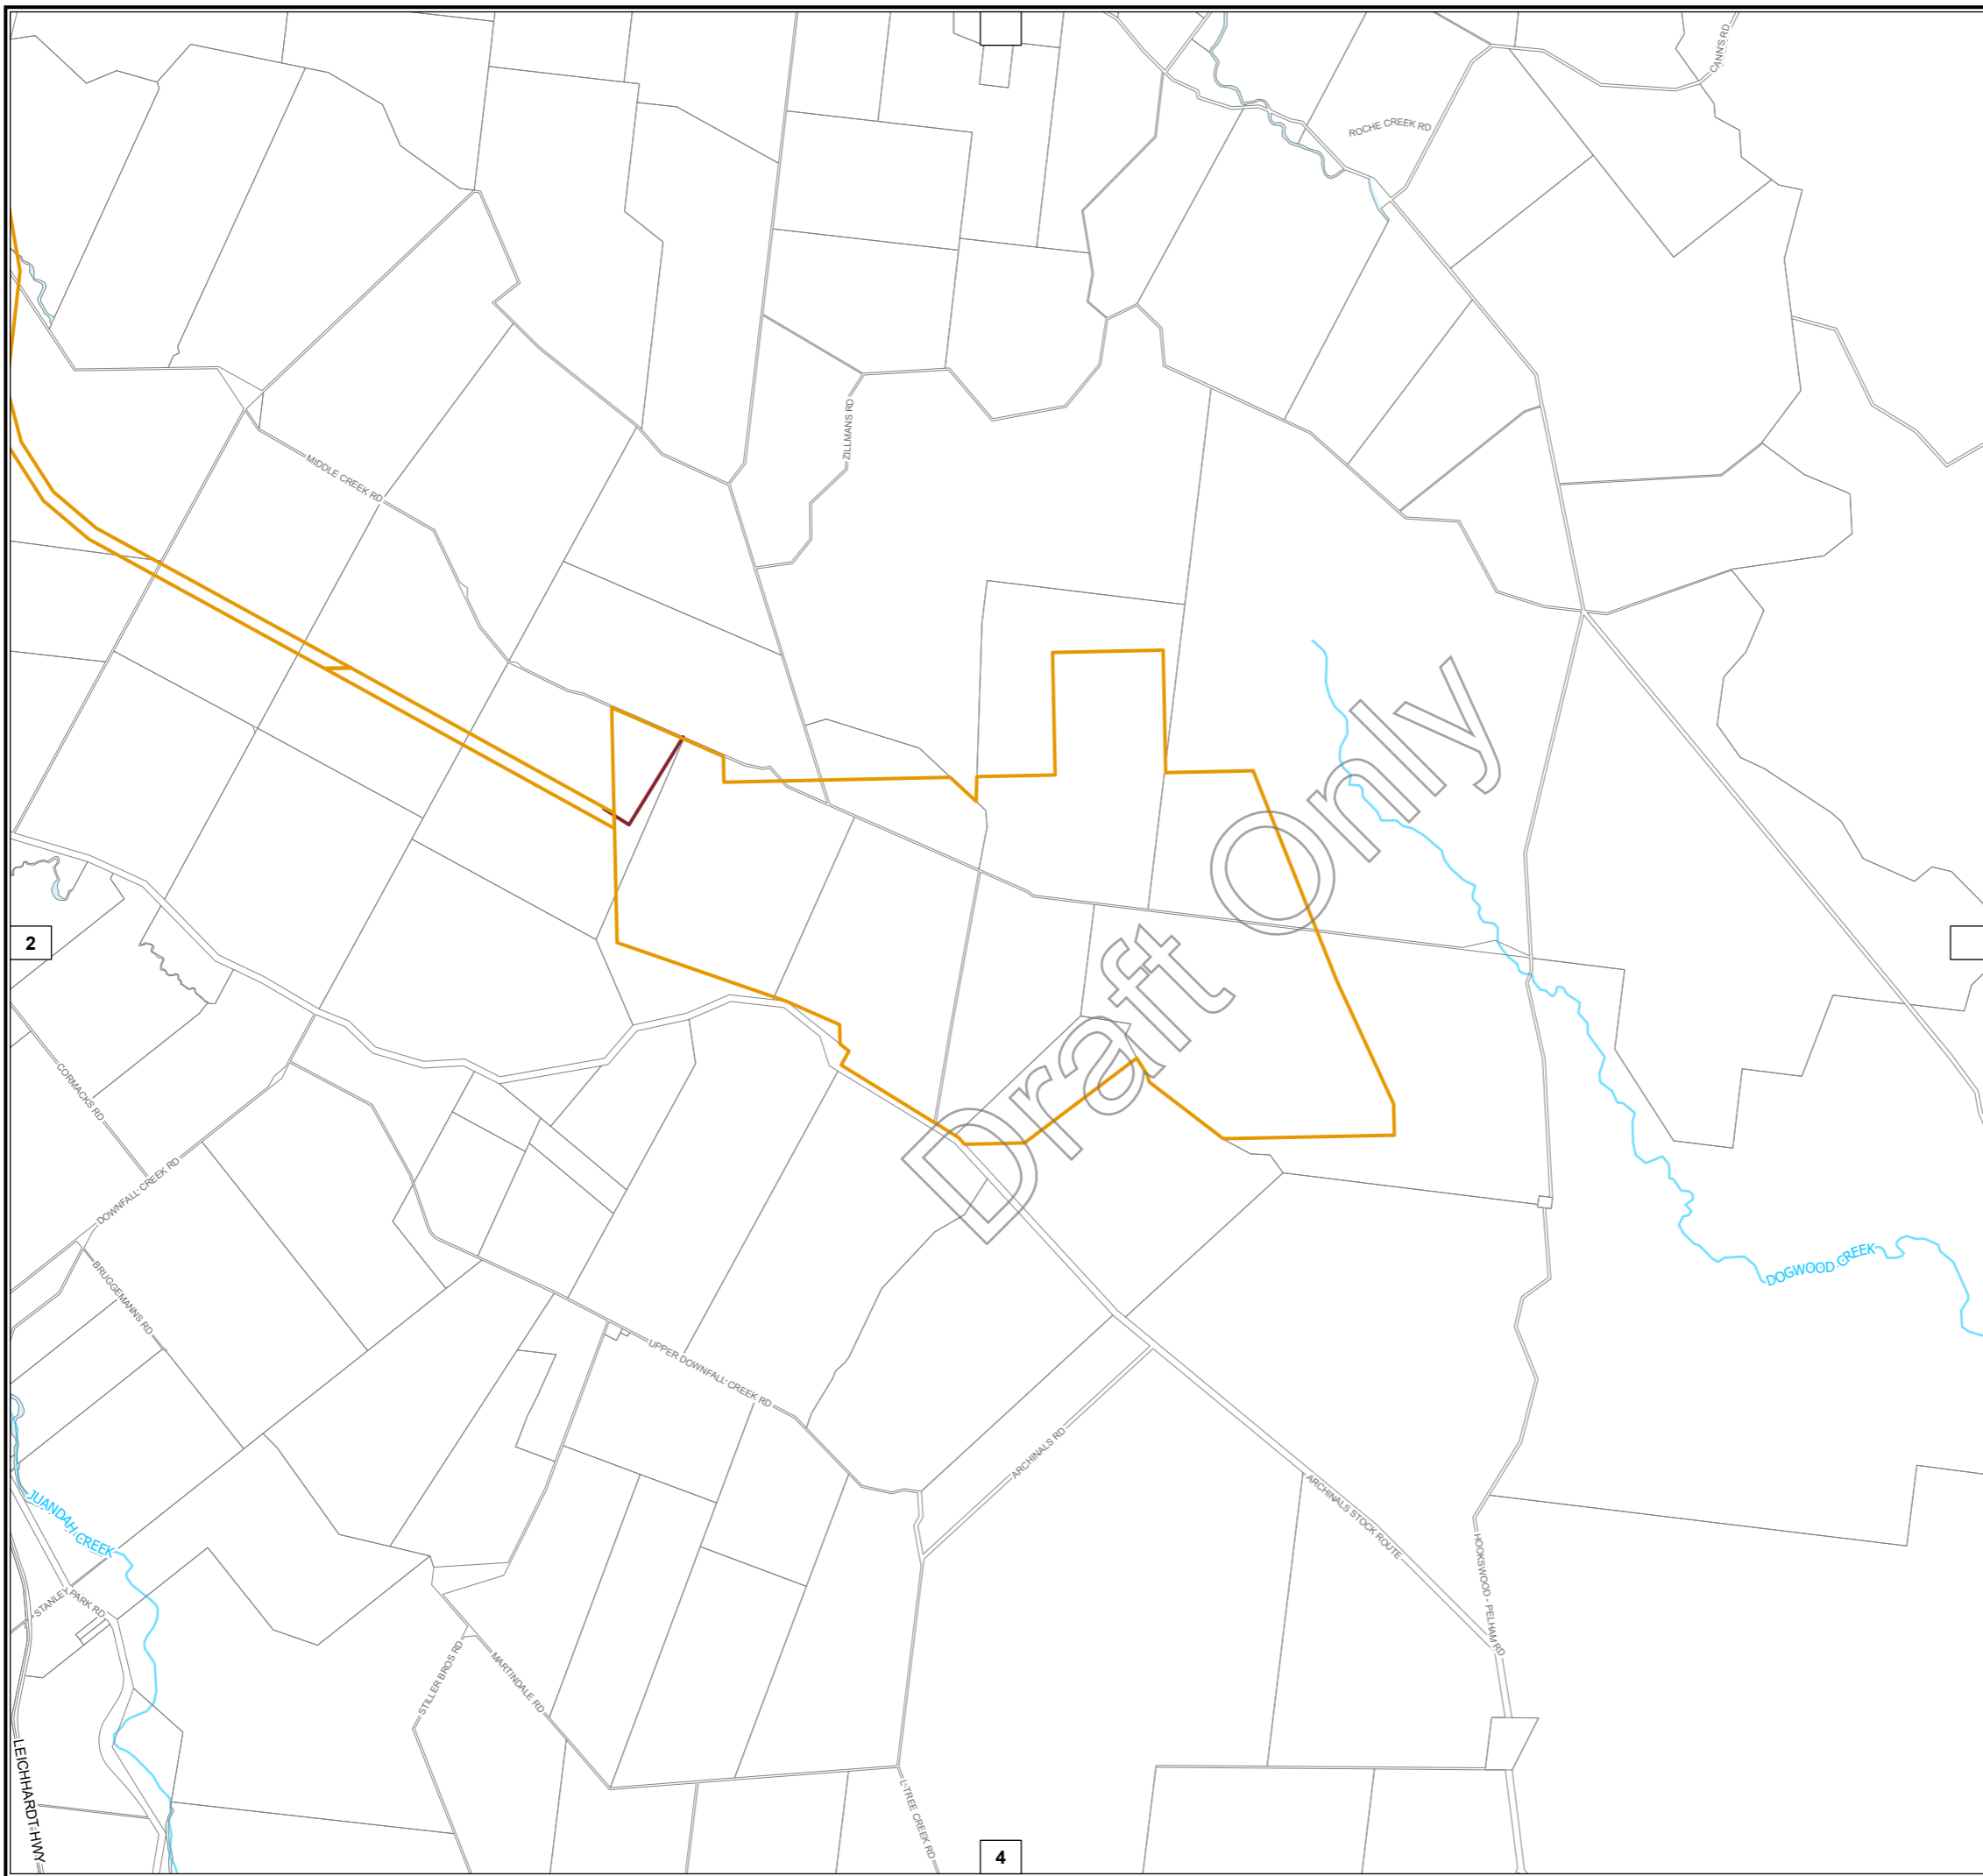 CANN'S RD
ROCHE CREEK RD
ZILLMANS RD
MIDDLE CREEK RD
Draft Only
2
CORMACKS RD
DOWNFALL CREEK RD
BRUGGEMANNS RD
DOGWOOD CREEK
UPPER DOWNFALL CREEK RD
ARCHINALS RD
ARCHINALS STOCK ROUTE
JUANDAH CREEK
HOOKSWOOD - PELHAM RD
STANLEY PARK RD
STILLER BROS RD
MARTINDALE RD
LEICHHARDT HWY
L TREE CREEK RD
4